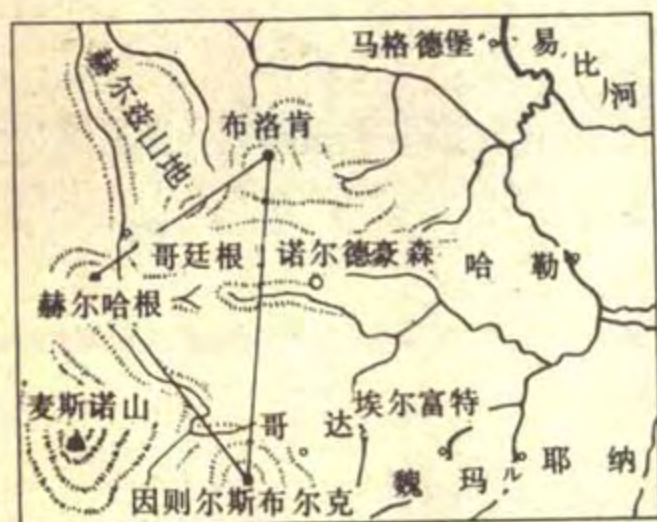 马格德堡
易比河
赫尔兹山地
布洛肯
哥廷根
诺尔德豪森
哈勒
赫尔哈根
麦斯诺山
埃尔富特
哥达
魏玛
耶纳
因则尔斯布尔克